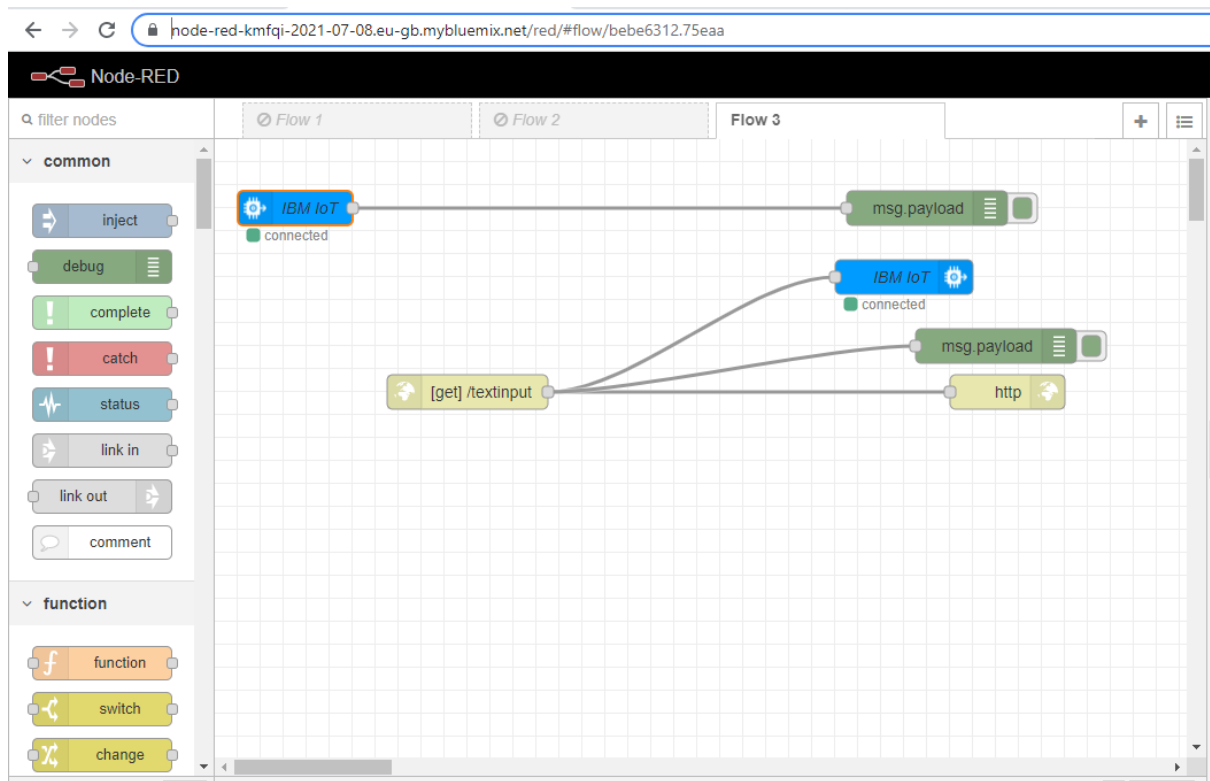 node-red-kmfqi-2021-07-08.eu-gb.mybluemix.net/red/#flow/bebe6312.75eaa
Node-RED
filter nodes
Flow 1
Flow 2
Flow 3
common
inject
debug
complete
catch
status
link in
link out
comment
function
function
switch
change
IBM IoT
connected
msg.payload
IBM IoT
connected
msg.payload
[get] /textinput
http